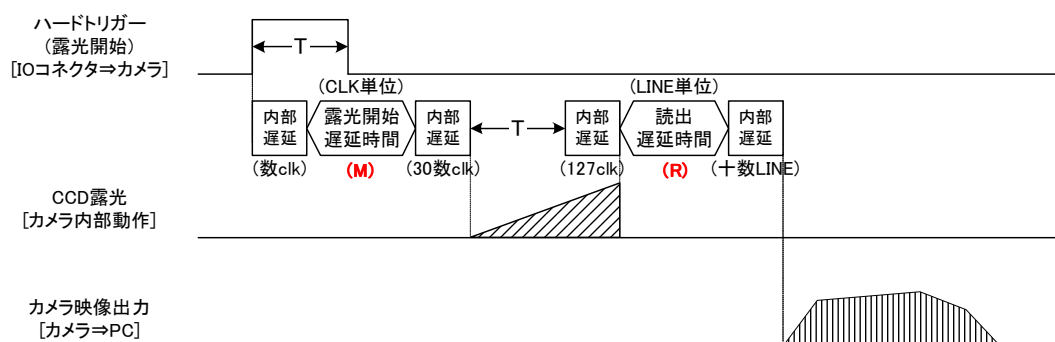 ハードトリガー
(露光開始)
[IOコネクタ⇒カメラ]
T
(CLK単位)
(LINE単位)
内部
遅延
露光開始
遅延時間
内部
遅延
T
内部
遅延
読出
遅延時間
内部
遅延
(数clk)
(M)
(30数clk)
(127clk)
(R)
(十数LINE)
CCD露光
[カメラ内部動作]
カメラ映像出力
[カメラ⇒PC]